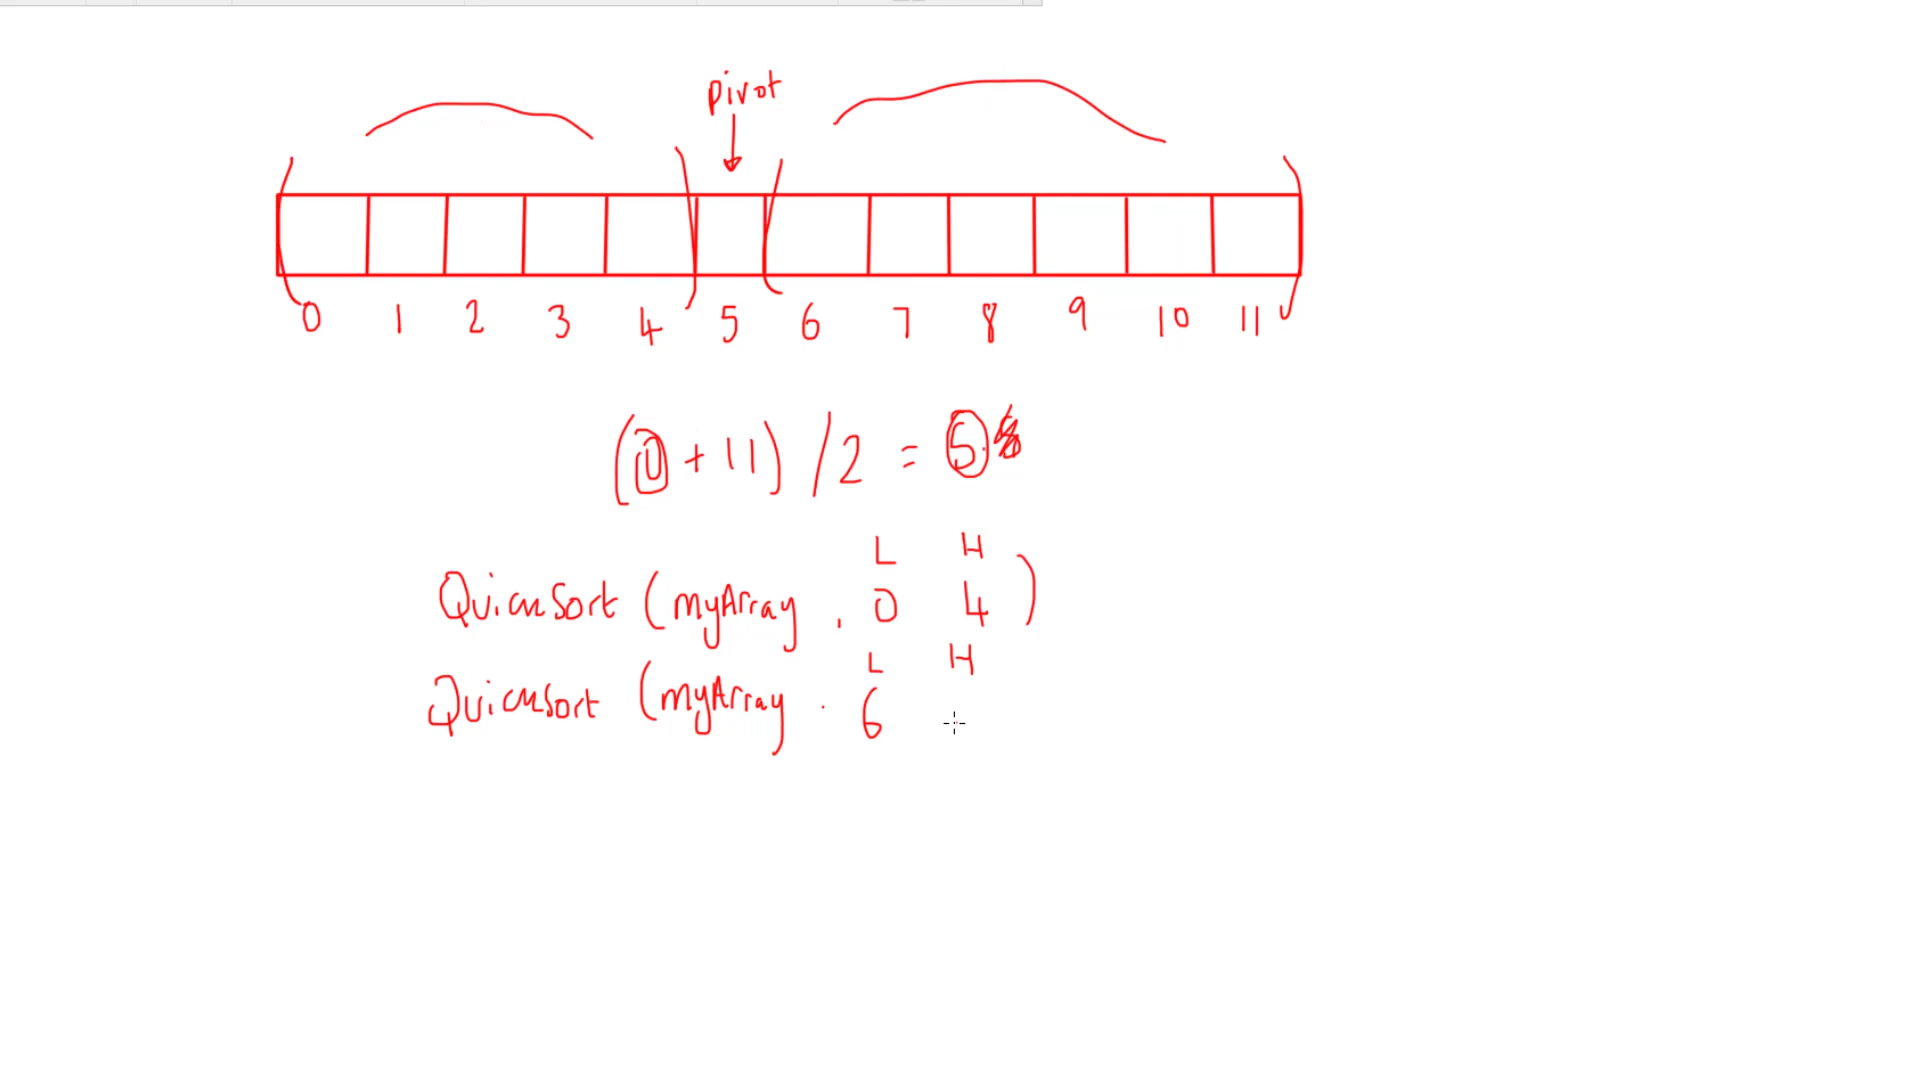 pivot
0 1 2 3 4 5 6 7 8 9 10 11
(0 + 11) / 2 = 5.
L H
QuickSort (myArray , 0 4 )
L H
QuickSort (myArray . 6